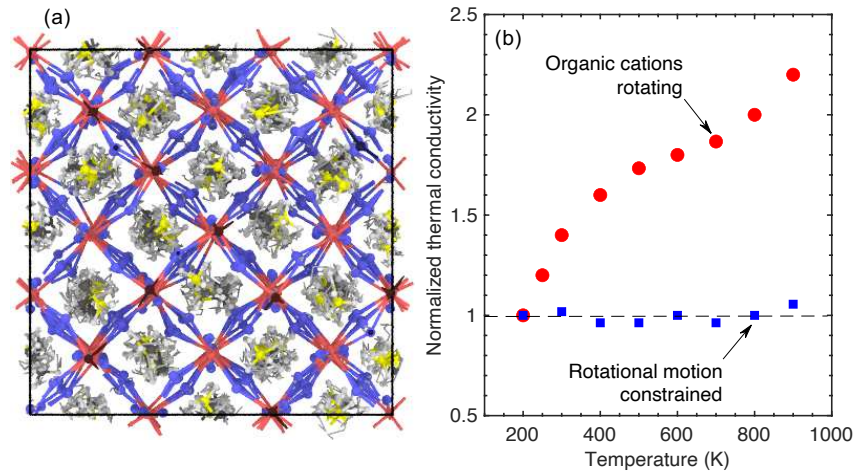 (a)
(b)
2.5
2
1.5
1
0.5
Normalized thermal conductivity
Organic cations
rotating
Rotational motion
constrained
200 400 600 800 1000
Temperature (K)